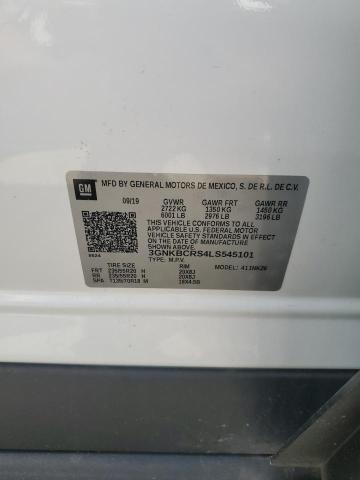 GM
MFD BY GENERAL MOTORS DE MEXICO, S. DE R.L. DE C.V.
09/19 GVWR GAWR FRT GAWR RR
2722 KG 1350 KG 1450 KG
6001 LB 2976 LB 3196 LB
THIS VEHICLE CONFORMS TO ALL
APPLICABLE U.S. FEDERAL MOTOR
VEHICLE SAFETY
STANDARDS IN EFFECT ON THE DATE OF
MANUFACTURE SHOWN ABOVE.
3GNKBCRS4LS545101
TYPE: M.P.V. MODEL:
TIRE SIZE RIM
FRT 235/55R20 H 20X8J
RR 235/55R20 H 20X8J
SPA T135/70R18 M 18X4.5B